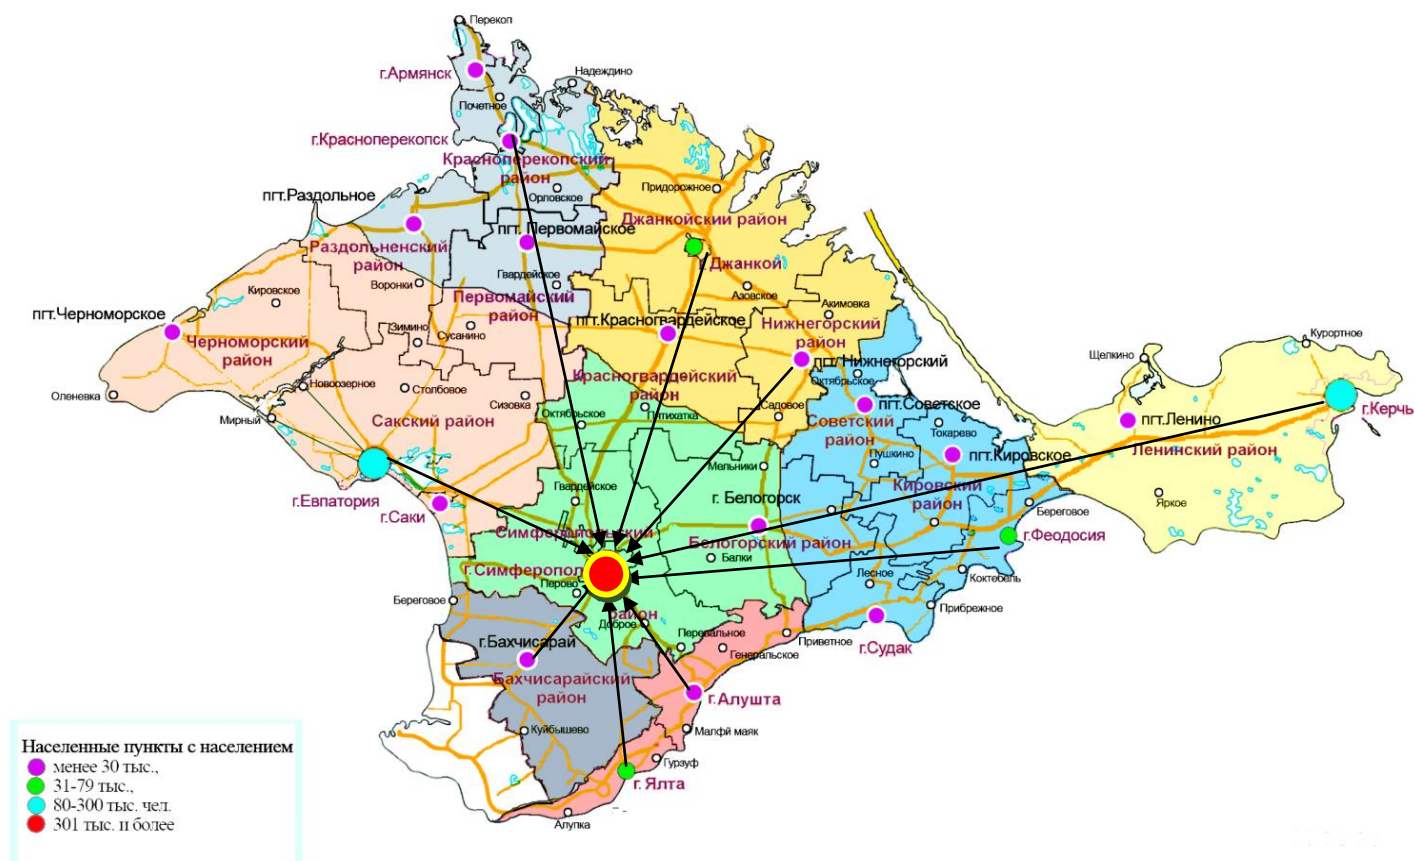 Перекоп
г.Армянск
Надеждино
Почетное
г.Красноперекопск
Красноперекопский
район
Орловское
Придорожное
пгт.Раздольное
Джанкойский район
пгт. Первомайское
Раздольненский
район
г.Джанкой
Гвардейское
Воронки
Кировское
Первомайский
район
Азовское
Акимовка
пгт.Черноморское
Зимино
Сусанино
пгт.Красногвардейское
Нижнегорский
район
Черноморский
район
пгт.Нижнегорский
Курортное
Щелкино
Октябрьское
Красногвардейский
район
Новоозерное
Столбовое
Сизовка
Оленевка
Мирный
Сакский район
Октябрьское
Пятихатка
Садовое
пгт.Советское
Советский
район
Токарево
пгт.Ленино
г.Керчь
Ленинский район
Мельники
Пушкино
пгт.Кировское
Кировский
район
Гвардейское
г.Евпатория
г.Саки
г. Белогорск
Яркое
Береговое
Симферопольский
г.Феодосия
Белогорский район
Балки
г.Симферопол
Перово
Лесное
Коктебель
Береговое
район
Доброе
Прибрежное
Перевальное
Приветное
г.Судак
г.Бахчисарай
Генеральское
Бахчисарайский
район
г.Алушта
Куйбышево
Малфй маяк
Гурзуф
г. Ялта
Алупка
Населенные пункты с населением
менее 30 тыс.,
31-79 тыс.,
80-300 тыс. чел.
301 тыс. и более